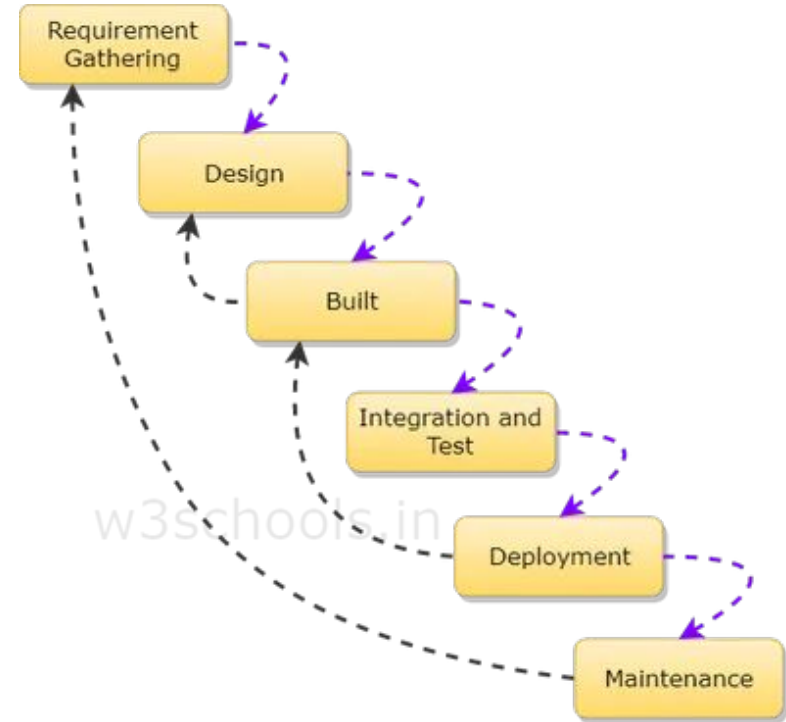 Requirement
Gathering
Design
Built
Integration and
Test
w3schools.in
Deployment
Maintenance